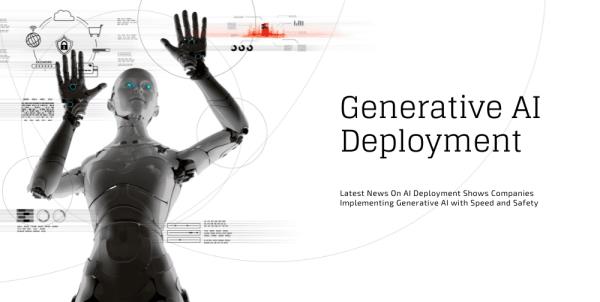 Generative AI
Deployment
Latest News On AI Deployment Shows Companies
Implementing Generative AI with Speed and Safety